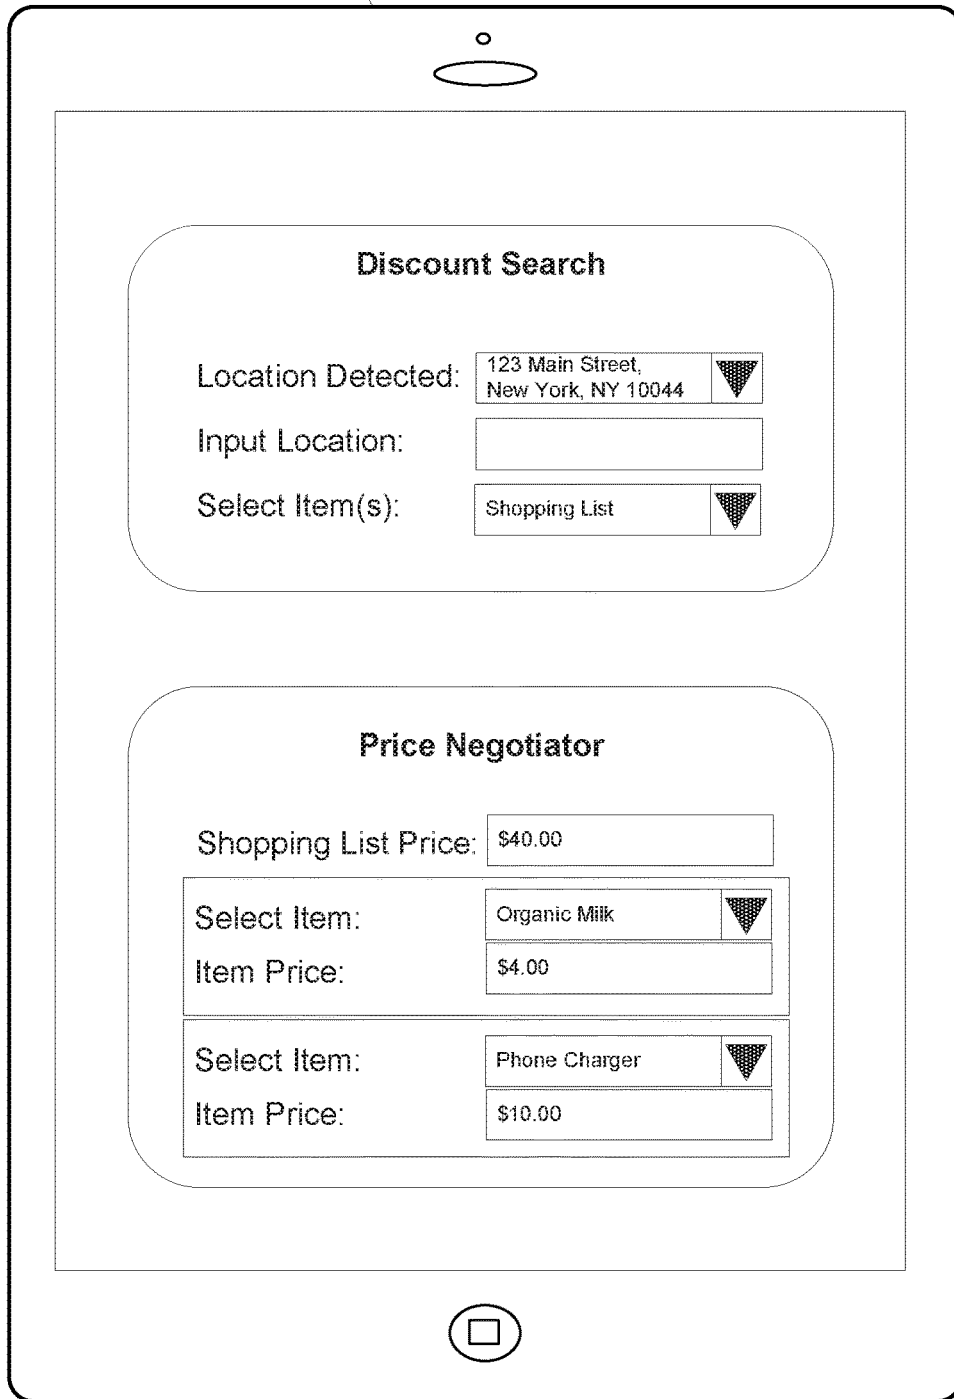 Discount Search
Location Detected:
123 Main Street,
New York, NY 10044
Input Location:
Select Item(s):
Shopping List
Price Negotiator
Shopping List Price:
$40.00
Select Item:
Organic Milk
Item Price:
$4.00
Select Item:
Phone Charger
Item Price:
$10.00